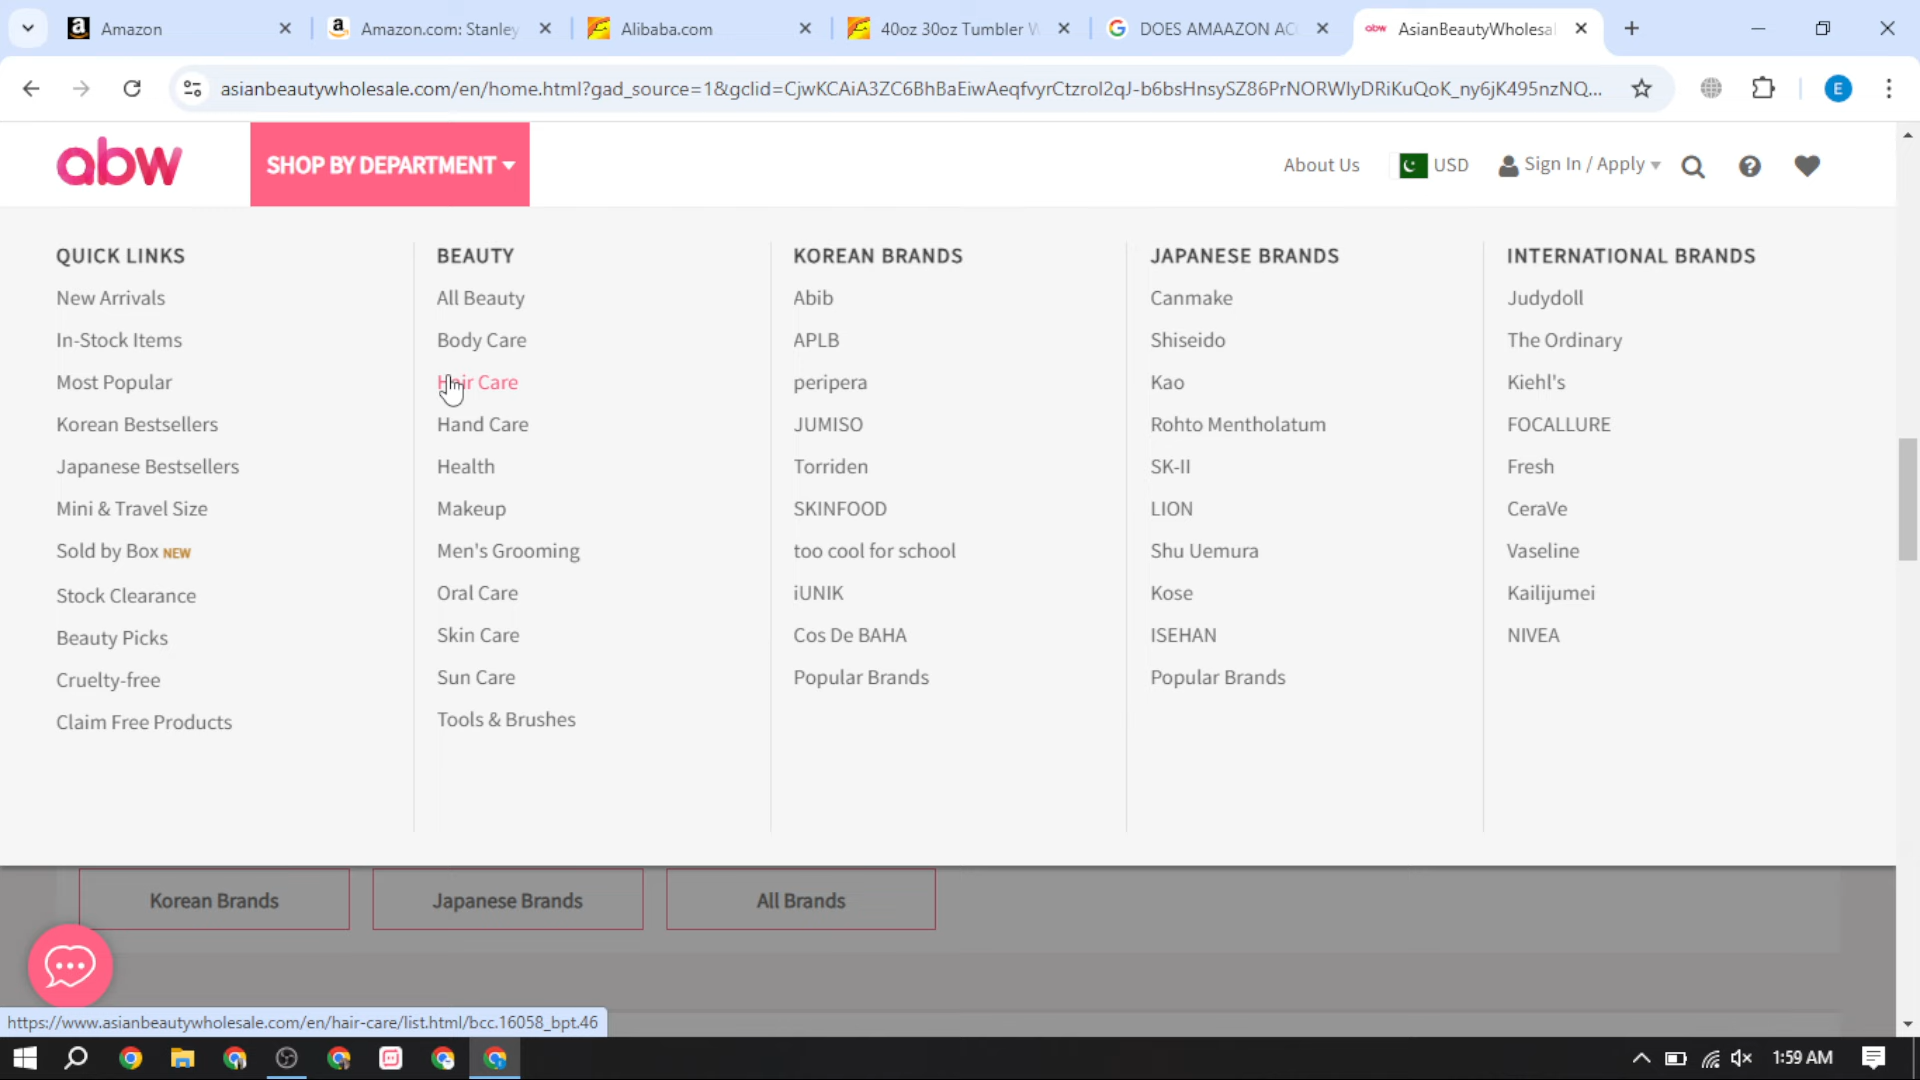 Amazon
Amazon.com: Stanley
Alibaba.com
40oz 30oz Tumbler W
DOES AMAAZON AC
abw
AsianBeautyWholesal
asianbeautywholesale.com/en/home.html?gad_source=1&gclid=CjwKCAiA3ZC6BhBaEiwAeqfvyrCtzrol2qJ-b6bsHnsySZ86PrNORWIyDRiKuQoK_ny6jK495nzNQ...
E
abw
SHOP BY DEPARTMENT
About Us
USD
Sign In / Apply
QUICK LINKS
New Arrivals
In-Stock Items
Most Popular
Korean Bestsellers
Japanese Bestsellers
Mini & Travel Size
Sold by Box NEW
Stock Clearance
Beauty Picks
Cruelty-free
Claim Free Products
BEAUTY
All Beauty
Body Care
Hair Care
Hand Care
Health
Makeup
Men's Grooming
Oral Care
Skin Care
Sun Care
Tools & Brushes
KOREAN BRANDS
Abib
APLB
peripera
JUMISO
Torriden
SKINFOOD
too cool for school
iUNIK
Cos De BAHA
Popular Brands
JAPANESE BRANDS
Canmake
Shiseido
Kao
Rohto Mentholatum
SK-II
LION
Shu Uemura
Kose
ISEHAN
Popular Brands
INTERNATIONAL BRANDS
Judydoll
The Ordinary
Kiehl's
FOCALLURE
Fresh
CeraVe
Vaseline
Kailijumei
NIVEA
Korean Brands
Japanese Brands
All Brands
https://www.asianbeautywholesale.com/en/hair-care/list.html/bcc.16058_bpt.46
1:59 AM